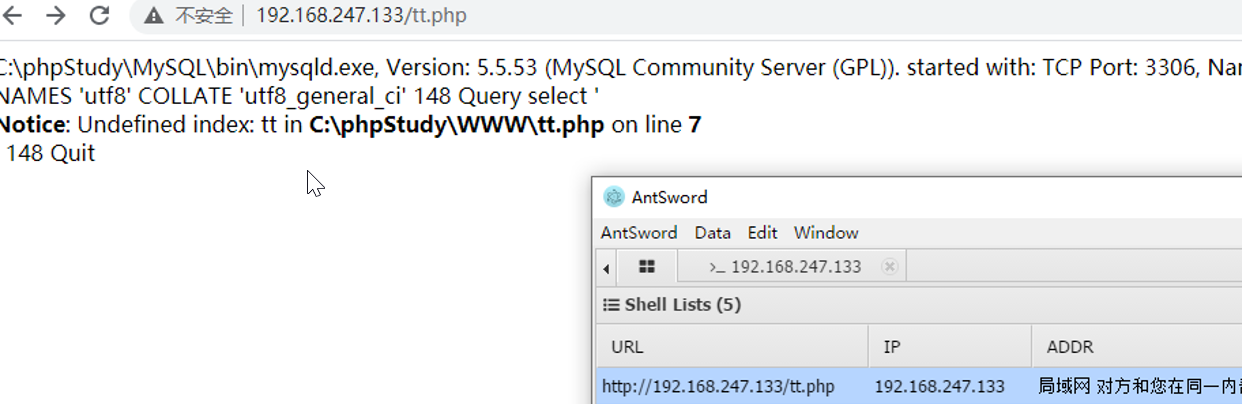 不安全 192.168.247.133/tt.php
C:\phpStudy\MySQL\bin\mysqld.exe, Version: 5.5.53 (MySQL Community Server (GPL)). started with: TCP Port: 3306, Nar
NAMES 'utf8' COLLATE 'utf8_general_ci' 148 Query select '
Notice: Undefined index: tt in C:\phpStudy\WWW\tt.php on line 7
148 Quit
AntSword
AntSword Data Edit Window
>_ 192.168.247.133
Shell Lists (5)
URL IP ADDR
http://192.168.247.133/tt.php 192.168.247.133 局域网 对方和您在同一内